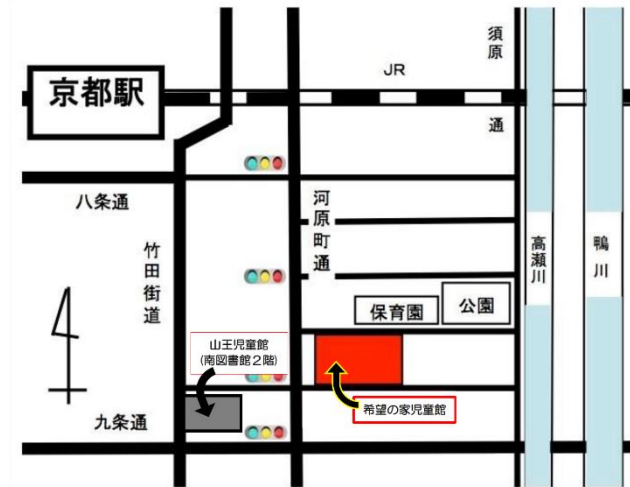 須原
JR
京都駅
通
八条通
河原町通
竹田街道
高瀬川
鴨川
公園
保育園
山王児童館
(南図書館2階)
希望の家児童館
九条通